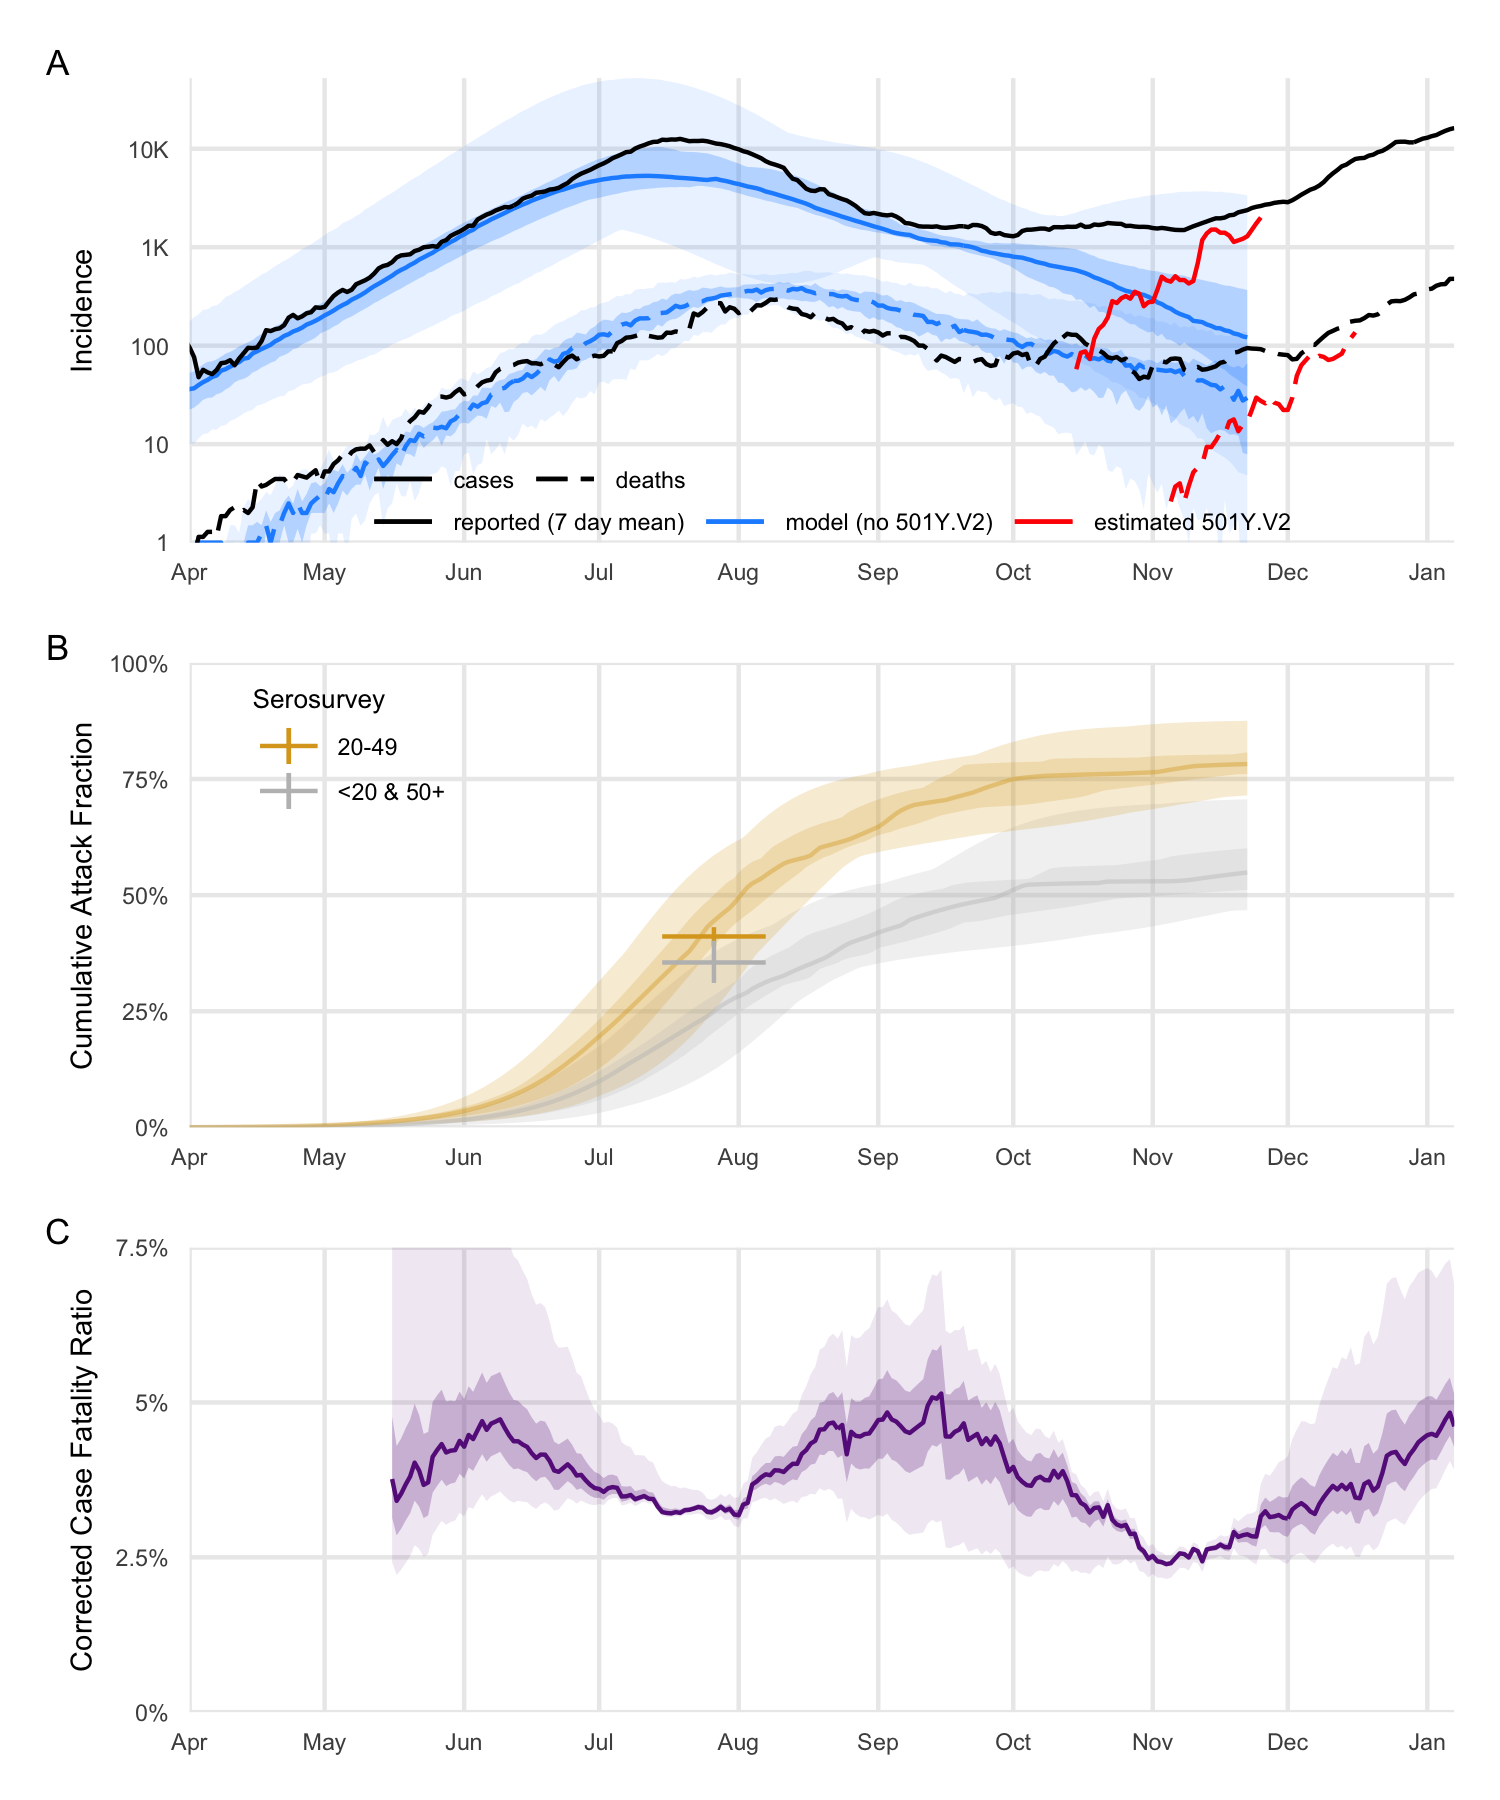 A
Incidence
10K
1K
100
10
1
cases deaths
reported (7 day mean) model (no 501Y.V2) estimated 501Y.V2
Apr May Jun Jul Aug Sep Oct Nov Dec Jan
B
Cumulative Attack Fraction
100%
75%
50%
25%
0%
Serosurvey
20-49
<20 & 50+
Apr May Jun Jul Aug Sep Oct Nov Dec Jan
C
Corrected Case Fatality Ratio
7.5%
5%
2.5%
0%
Apr May Jun Jul Aug Sep Oct Nov Dec Jan